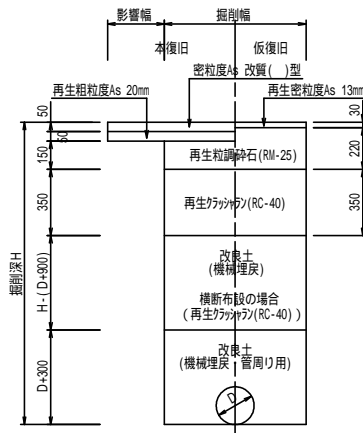 影響幅 掘削幅
本復旧 仮復旧
密粒度As 改質( )型
再生粗粒度As 20mm 再生密粒度As 13mm
50 30
50
150 再生粒調砕石(RM-25) 220
350 再生クラッシャラン(RC-40) 350
掘削深H
H-(D+900) 改良土
(機械埋戻)
横断布設の場合
(再生クラッシャラン(RC-40))
D+300 改良土
(機械埋戻・管周り用)
D